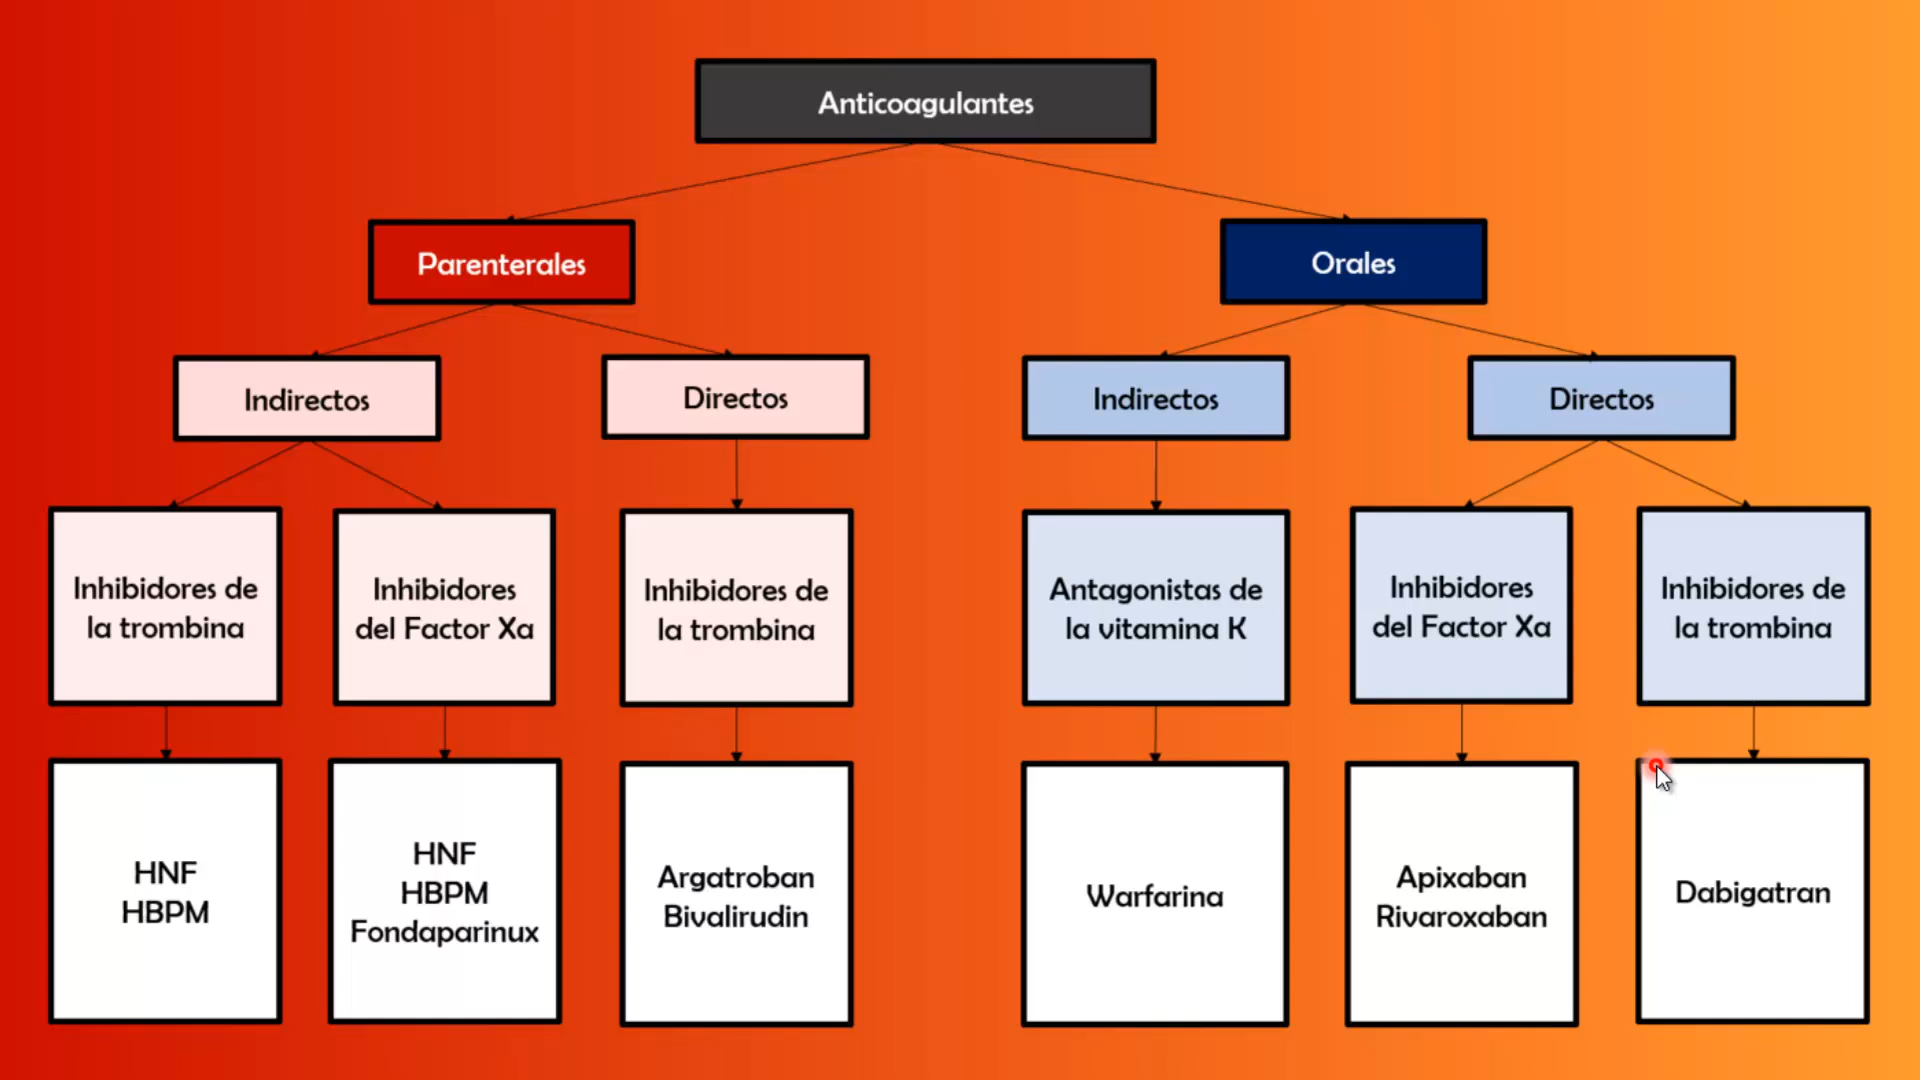 Anticoagulantes
Parenterales
Orales
Indirectos
Directos
Indirectos
Directos
Inhibidores de
la trombina
Inhibidores
del Factor Xa
Inhibidores de
la trombina
Antagonistas de
la vitamina K
Inhibidores
del Factor Xa
Inhibidores de
la trombina
HNF
HBPM
HNF
HBPM
Fondaparinux
Argatroban
Bivalirudin
Warfarina
Apixaban
Rivaroxaban
Dabigatran